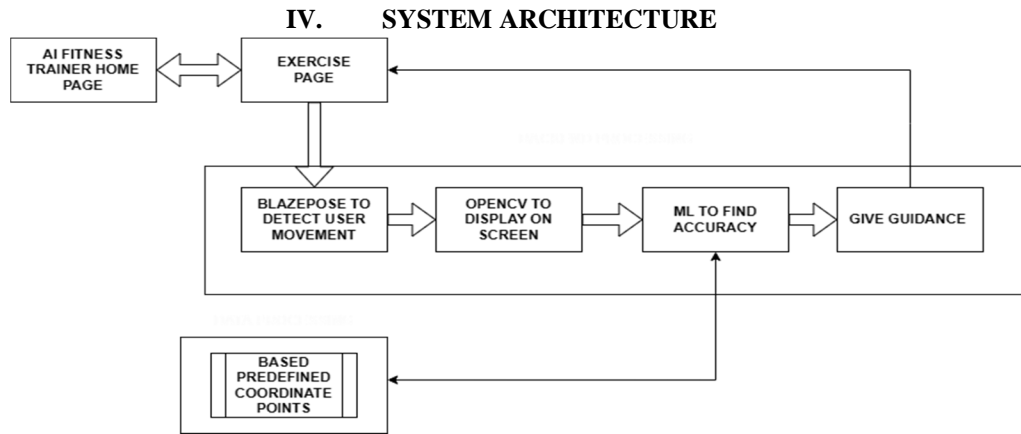 IV. SYSTEM ARCHITECTURE
AI FITNESS
TRAINER HOME
PAGE
EXERCISE
PAGE
BLAZEPOSE TO
DETECT USER
MOVEMENT
OPENCV TO
DISPLAY ON
SCREEN
ML TO FIND
ACCURACY
GIVE GUIDANCE
BASED
PREDEFINED
COORDINATE
POINTS